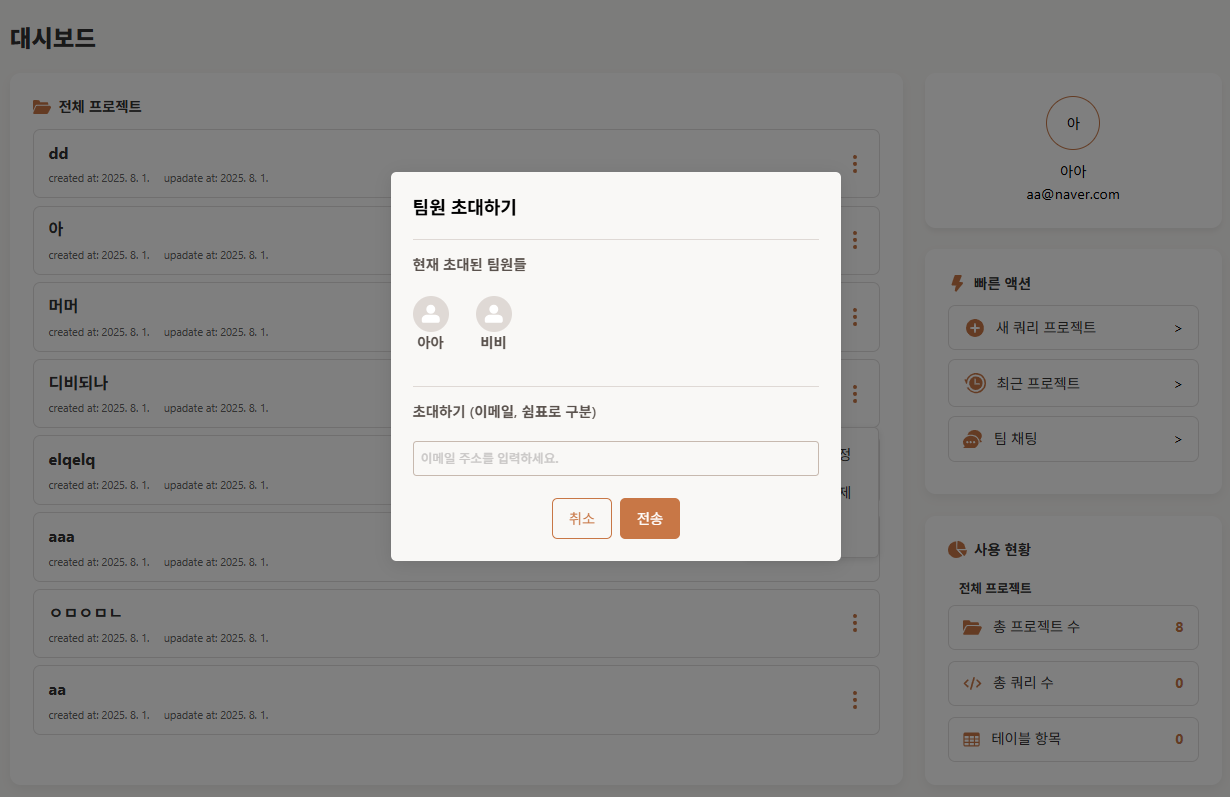 대시보드
전체 프로젝트
dd
created at: 2025. 8. 1. upadate at: 2025. 8. 1.
아
created at: 2025. 8. 1. upadate at: 2025. 8. 1.
머머
created at: 2025. 8. 1. upadate at: 2025. 8. 1.
디비되나
created at: 2025. 8. 1. upadate at: 2025. 8. 1.
elqelq
created at: 2025. 8. 1. upadate at: 2025. 8. 1.
aaa
created at: 2025. 8. 1. upadate at: 2025. 8. 1.
ㅇㅁㅇㅁㄴ
created at: 2025. 8. 1. upadate at: 2025. 8. 1.
aa
created at: 2025. 8. 1. upadate at: 2025. 8. 1.
정
제
팀원 초대하기
현재 초대된 팀원들
아아 비비
초대하기 (이메일, 쉼표로 구분)
이메일 주소를 입력하세요.
취소 전송
아
아아
aa@naver.com
빠른 액션
새 쿼리 프로젝트 >
최근 프로젝트 >
팀 채팅 >
사용 현황
전체 프로젝트
총 프로젝트 수 8
총 쿼리 수 0
테이블 항목 0